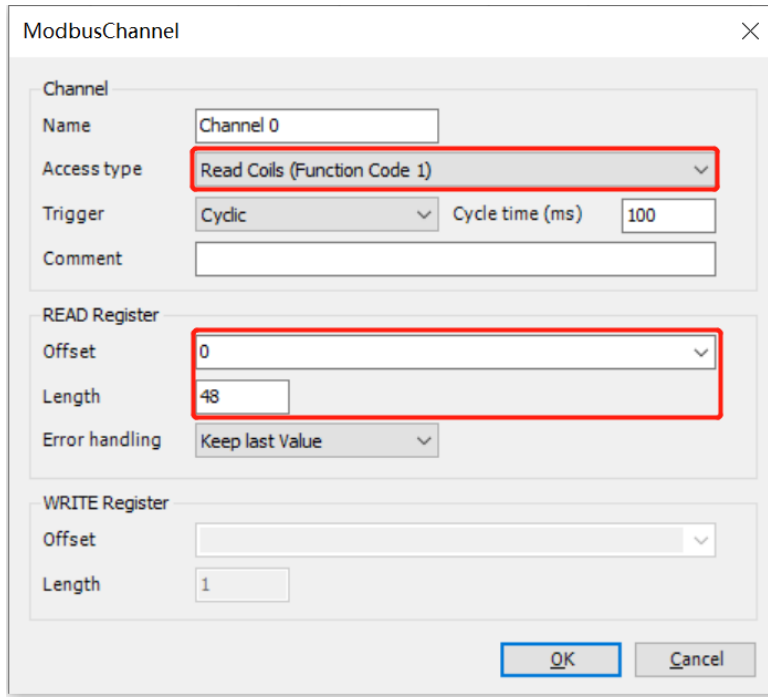 ModbusChannel
Channel
Name Channel 0
Access type Read Coils (Function Code 1)
Trigger Cyclic Cycle time (ms) 100
Comment
READ Register
Offset 0
Length 48
Error handling Keep last Value
WRITE Register
Offset
Length 1
OK Cancel